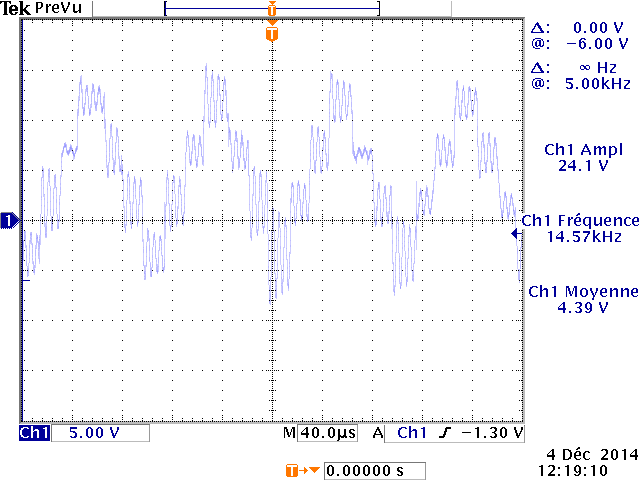 Tek PreVu
T
T
Δ: 0.00 V
@: −6.00 V
Δ: ∞ Hz
@: 5.00kHz
Ch1 Ampl
24.1 V
1
Ch1 Fréquence
14.57kHz
Ch1 Moyenne
4.39 V
Ch1 5.00 V M 40.0µs A Ch1 ƒ −1.30 V
T→▼ 0.00000 s
4 Déc 2014
12:19:10